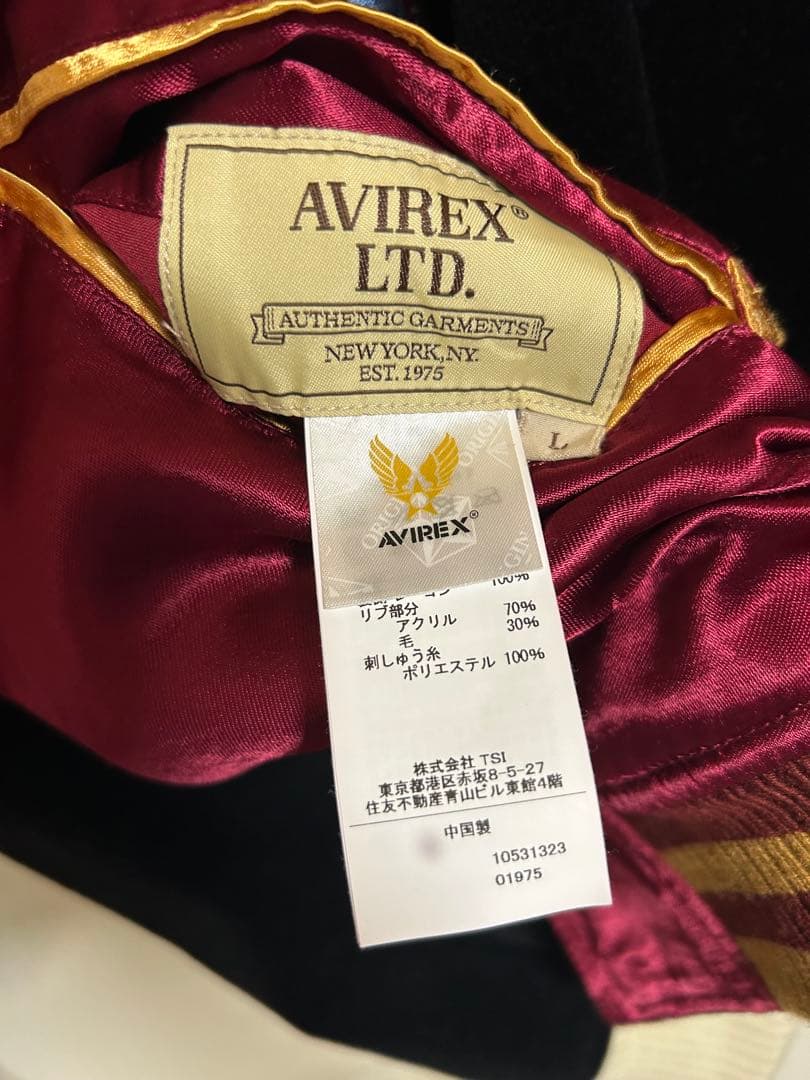 AVIREX®
LTD.
AUTHENTIC GARMENTS
NEW YORK, NY.
EST. 1975
L
ORIGIN
AVIREX®
100%
リブ部分
アクリル 70%
毛 30%
刺しゅう糸
ポリエステル 100%
株式会社 TSI
東京都港区赤坂8-5-27
住友不動産青山ビル東館4階
中国製
10531323
01975